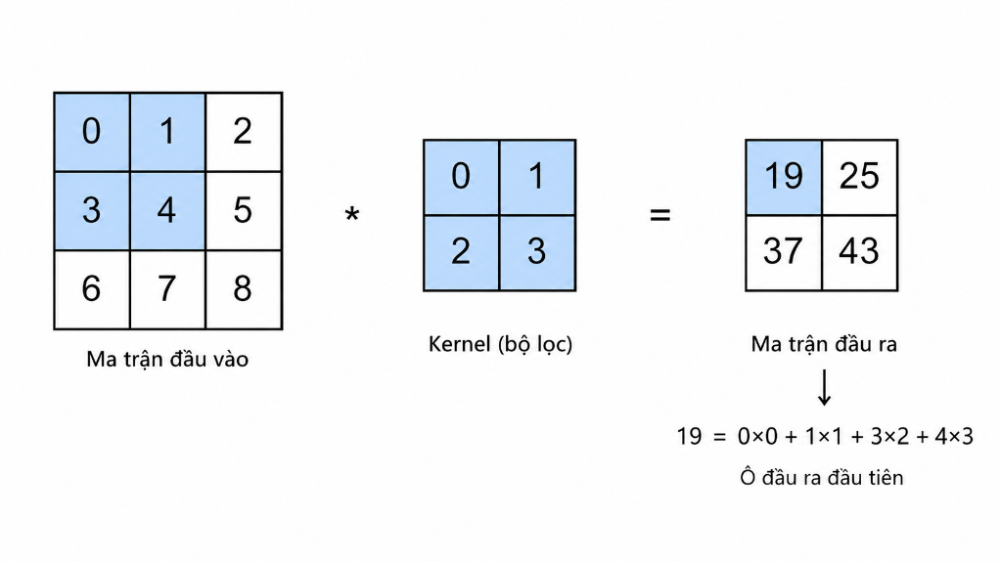 0 1 2
3 4 5
6 7 8
Ma trận đầu vào
*
0 1
2 3
Kernel (bộ lọc)
=
19 25
37 43
Ma trận đầu ra
↓
19 = 0×0 + 1×1 + 3×2 + 4×3
Ô đầu ra đầu tiên